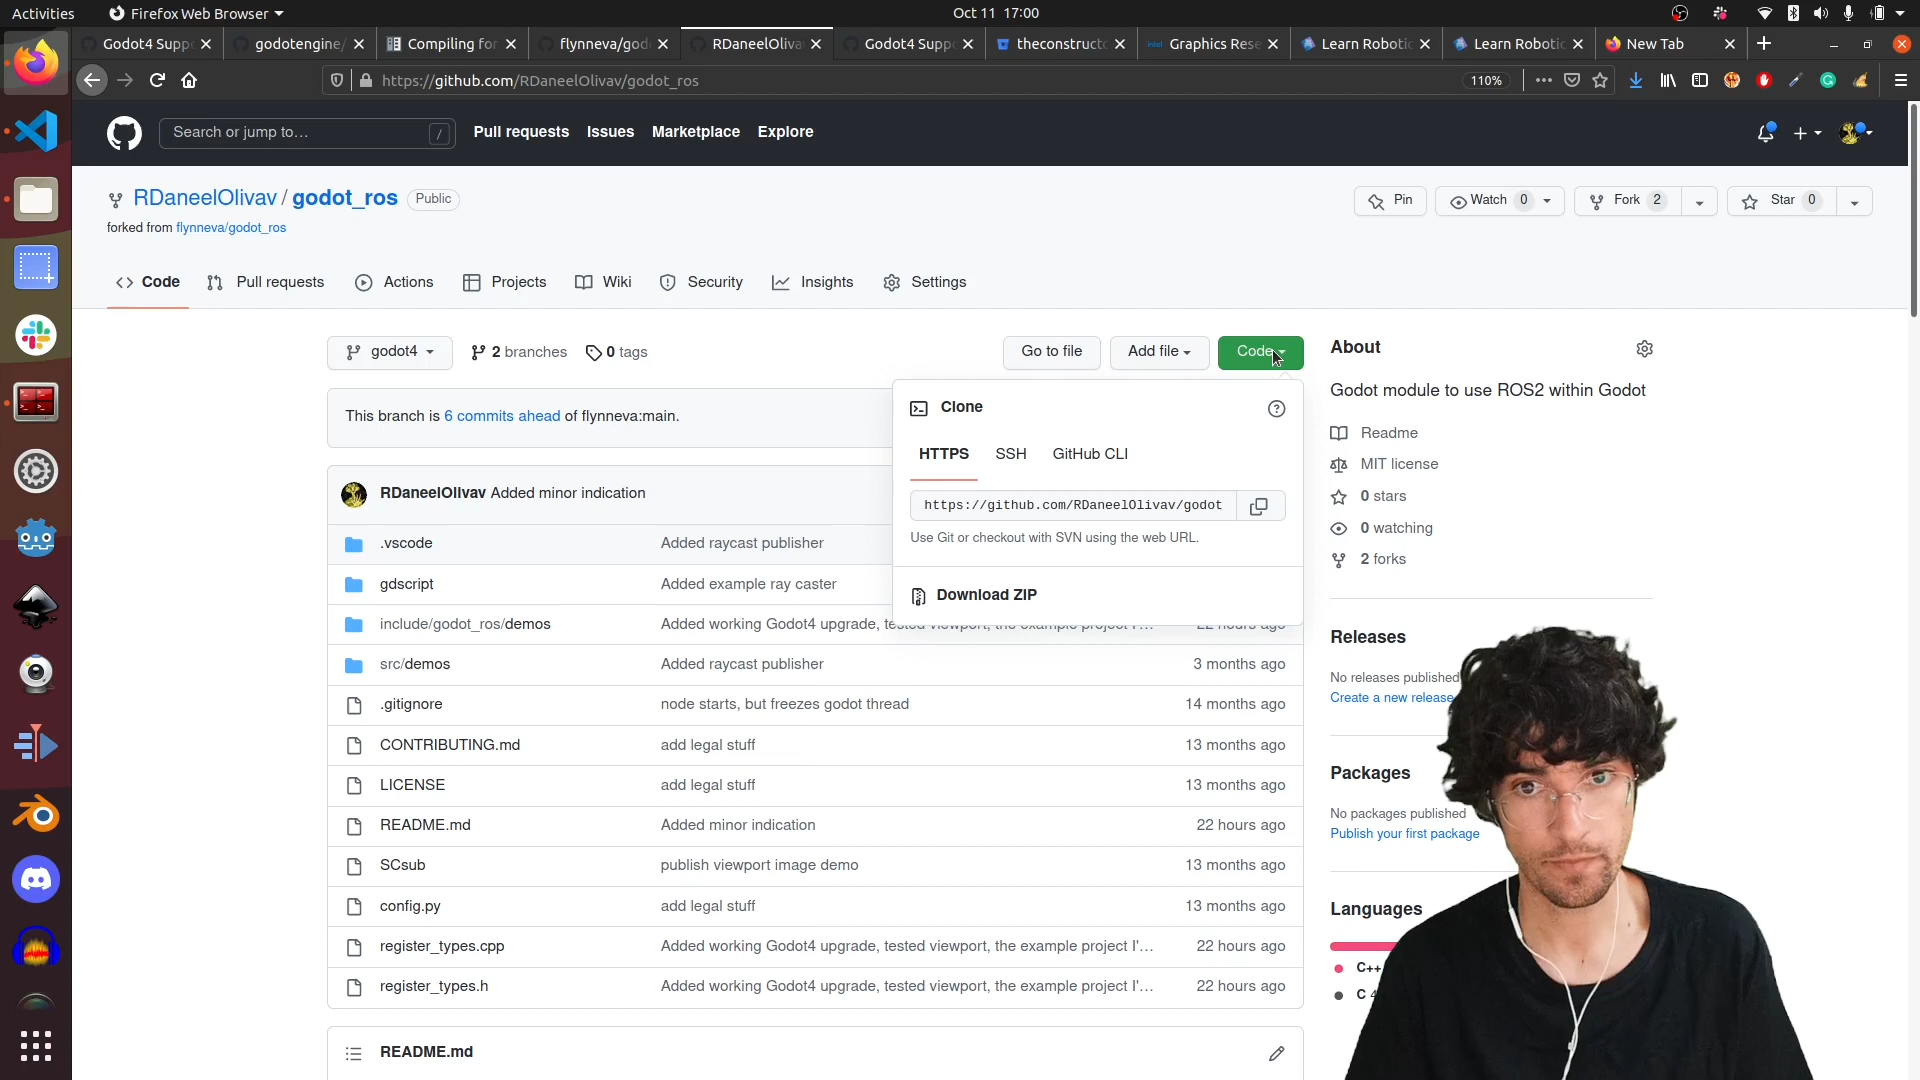 Activities
Firefox Web Browser
Oct 11 17:00
Godot4 Supp
godotengine/
Compiling for
flynneva/god
RDaneelOliva
Godot4 Supp
theconstruct
Graphics Rese
Learn Robotic
Learn Robotic
New Tab
https://github.com/RDaneelOlivav/godot_ros
110%
Search or jump to…
/
Pull requests
Issues
Marketplace
Explore
RDaneelOlivav / godot_ros
Public
Pin
Watch 0
Fork 2
Star 0
forked from flynneva/godot_ros
Code
Pull requests
Actions
Projects
Wiki
Security
Insights
Settings
godot4
2 branches
0 tags
Go to file
Add file
Code
This branch is 6 commits ahead of flynneva:main.
Clone
HTTPS
SSH
GitHub CLI
https://github.com/RDaneelOlivav/godot
Use Git or checkout with SVN using the web URL.
Download ZIP
RDaneelOlivav Added minor indication
.vscode Added raycast publisher
gdscript Added example ray caster
include/godot_ros/demos Added working Godot4 upgrade, tested viewport, the example project I'… 22 hours ago
src/demos Added raycast publisher 3 months ago
.gitignore node starts, but freezes godot thread 14 months ago
CONTRIBUTING.md add legal stuff 13 months ago
LICENSE add legal stuff 13 months ago
README.md Added minor indication 22 hours ago
SCsub publish viewport image demo 13 months ago
config.py add legal stuff 13 months ago
register_types.cpp Added working Godot4 upgrade, tested viewport, the example project I'… 22 hours ago
register_types.h Added working Godot4 upgrade, tested viewport, the example project I'… 22 hours ago
README.md
About
Godot module to use ROS2 within Godot
Readme
MIT license
0 stars
0 watching
2 forks
Releases
No releases published
Create a new release
Packages
No packages published
Publish your first package
Languages
C++
C